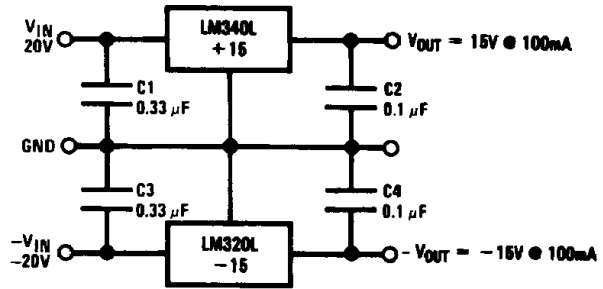 VIN
20V
LM340L
+15
VOUT = 15V @ 100mA
C1
0.33 µF
C2
0.1 µF
GND
C3
0.33 µF
C4
0.1 µF
-VIN
-20V
LM320L
-15
- VOUT = -15V @ 100mA